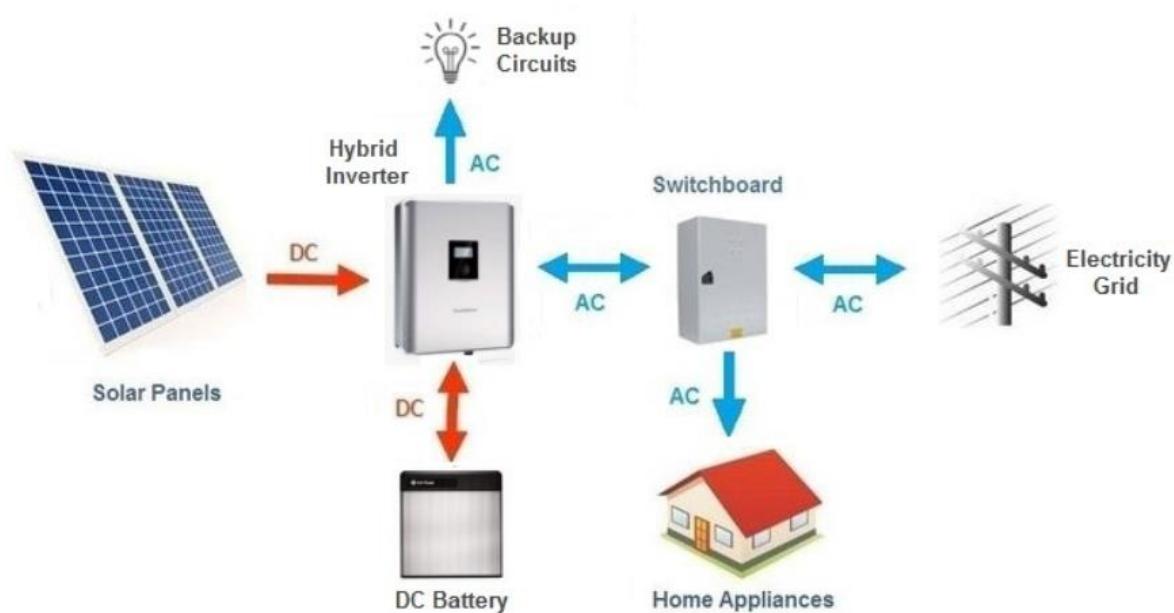 Backup
Circuits
Hybrid
Inverter
AC
Switchboard
DC
AC
AC
Electricity
Grid
Solar Panels
DC
AC
DC Battery
Home Appliances